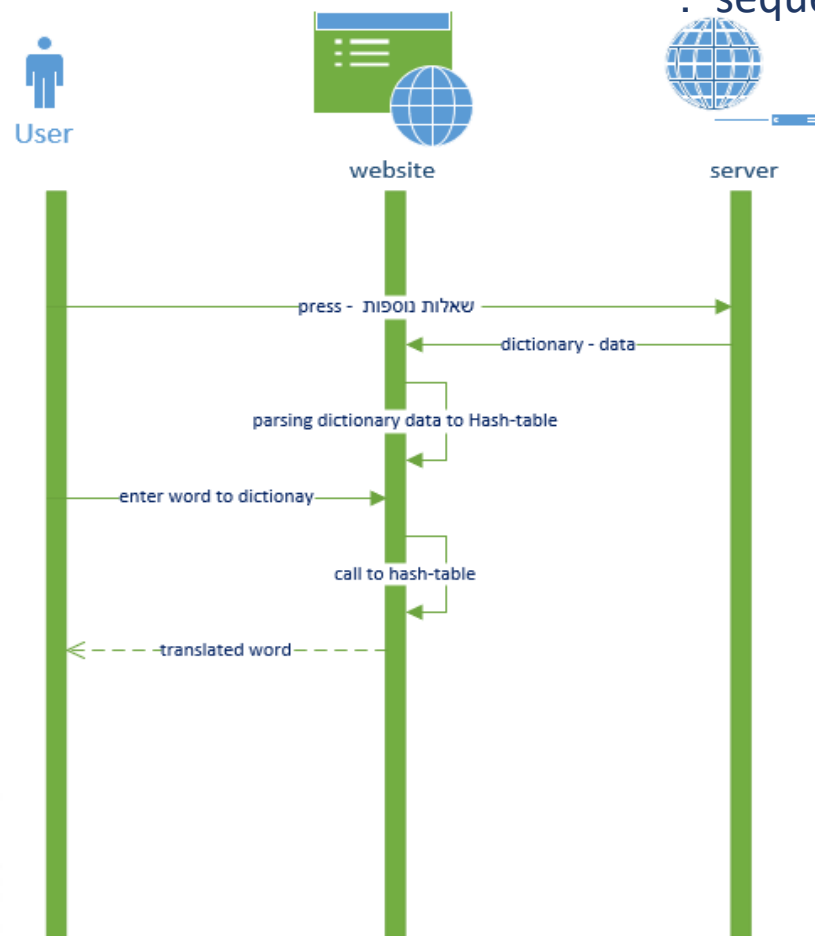 User
website
server
press - שאלות נוספות
dictionary - data
parsing dictionary data to Hash-table
enter word to dictionay
call to hash-table
translated word